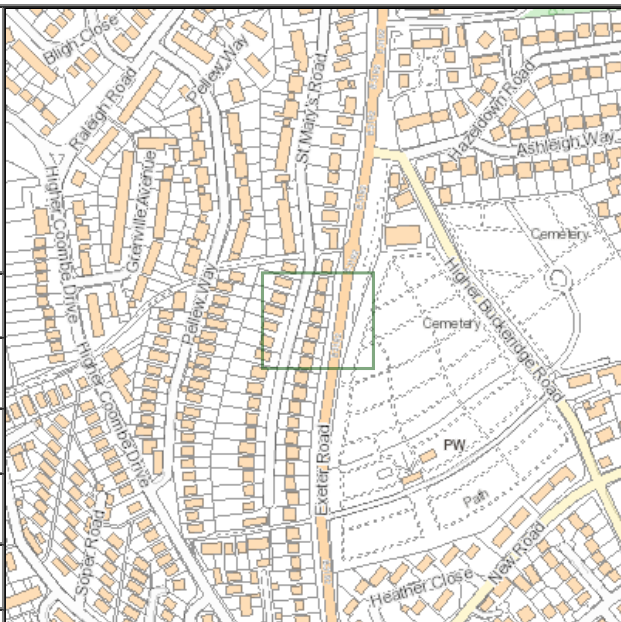 Bligh Close
Pellew Way
Raleigh Road
St Mary's Road
Hazeldown Road
Ashleigh Way
Grenville Avenue
Higher Coombe Drive
Cemetery
Pellew Way
Higher Buckeridge Road
Cemetery
Higher Coombe Drive
Exeter Road
PW
Path
Soper Road
New Road
Heather Close